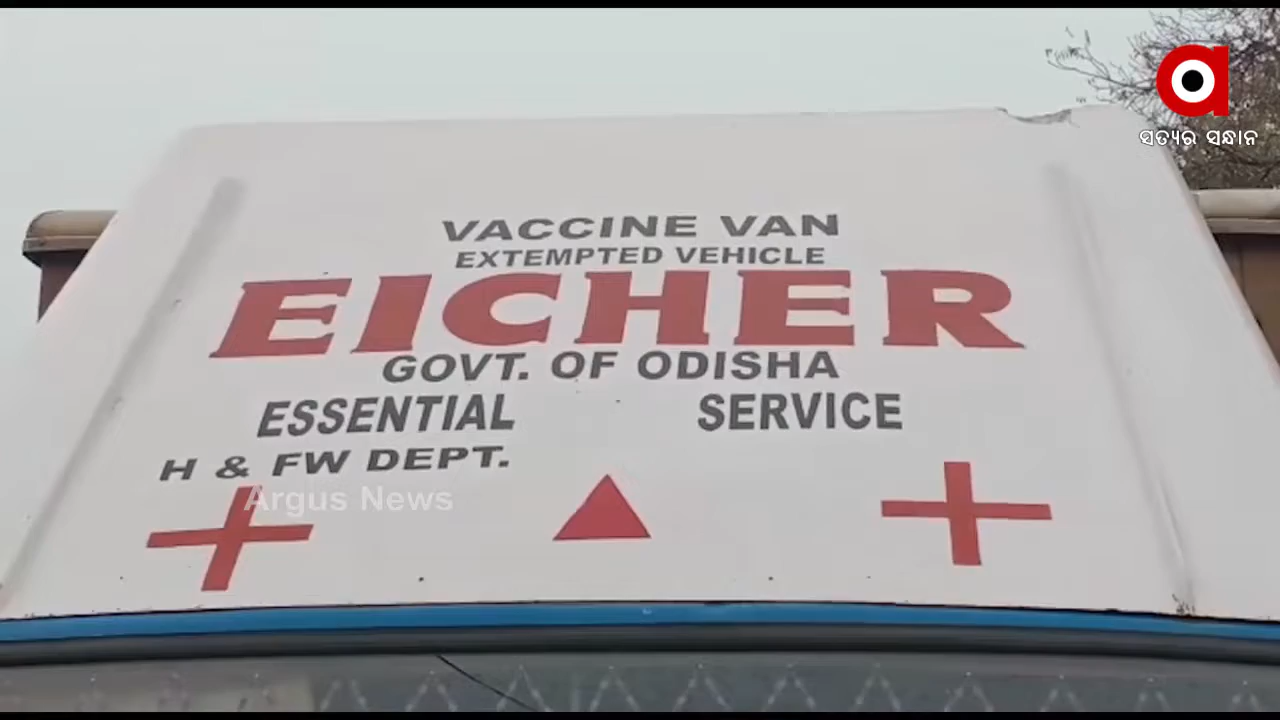 ସତ୍ୟର ସନ୍ଧାନ
VACCINE VAN
EXTEMPTED VEHICLE
EICHER
GOVT. OF ODISHA
ESSENTIAL SERVICE
H & FW DEPT.
Argus News